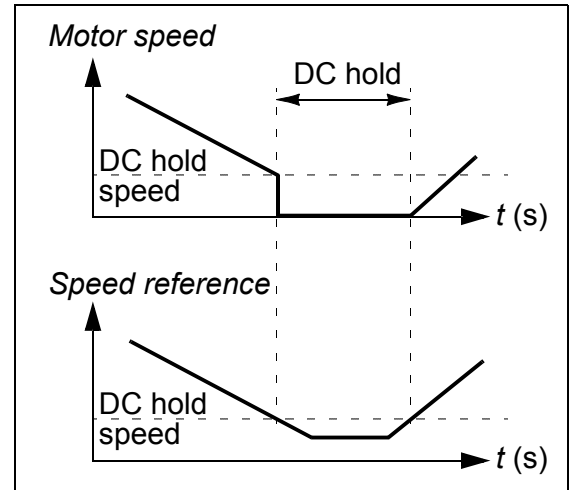 Motor speed
DC hold
DC hold
speed
t (s)
Speed reference
DC hold
speed
t (s)